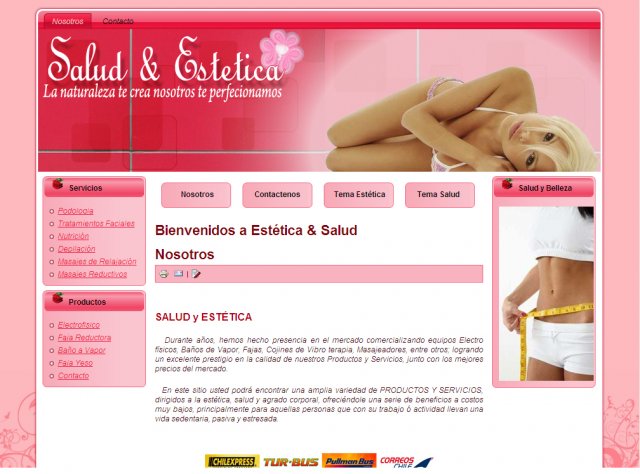 Nosotros Contacto
Salud & Estetica
La naturaleza te crea nosotros te perfecionamos
Servicios
Podologia
Tratamientos Faciales
Nutrición
Depilación
Masajes de Relajación
Masajes Reductivos
Productos
Electrofísico
Faja Reductora
Baño a Vapor
Faja Yeso
Contacto
Nosotros Contactenos Tema Estética Tema Salud
Bienvenidos a Estética & Salud
Nosotros
SALUD y ESTÉTICA
Durante años, hemos hecho presencia en el mercado comercializando equipos Electro
físicos, Baños de Vapor, Fajas, Cojines de Vibro terapia, Masajeadores, entre otros; logrando
un excelente prestigio en la calidad de nuestros Productos y Servicios, junto con los mejores
precios del mercado.
En este sitio usted podrá encontrar una amplia variedad de PRODUCTOS Y SERVICIOS,
dirigidos a la estética, salud y agrado corporal, ofreciéndole una serie de beneficios a costos
muy bajos, principalmente para aquellas personas que con su trabajo ó actividad llevan una
vida sedentaria, pasiva y estresada.
CHILEXPRESS TUR-BUS Pullman Bus CORREOS
CHILE
Salud y Belleza